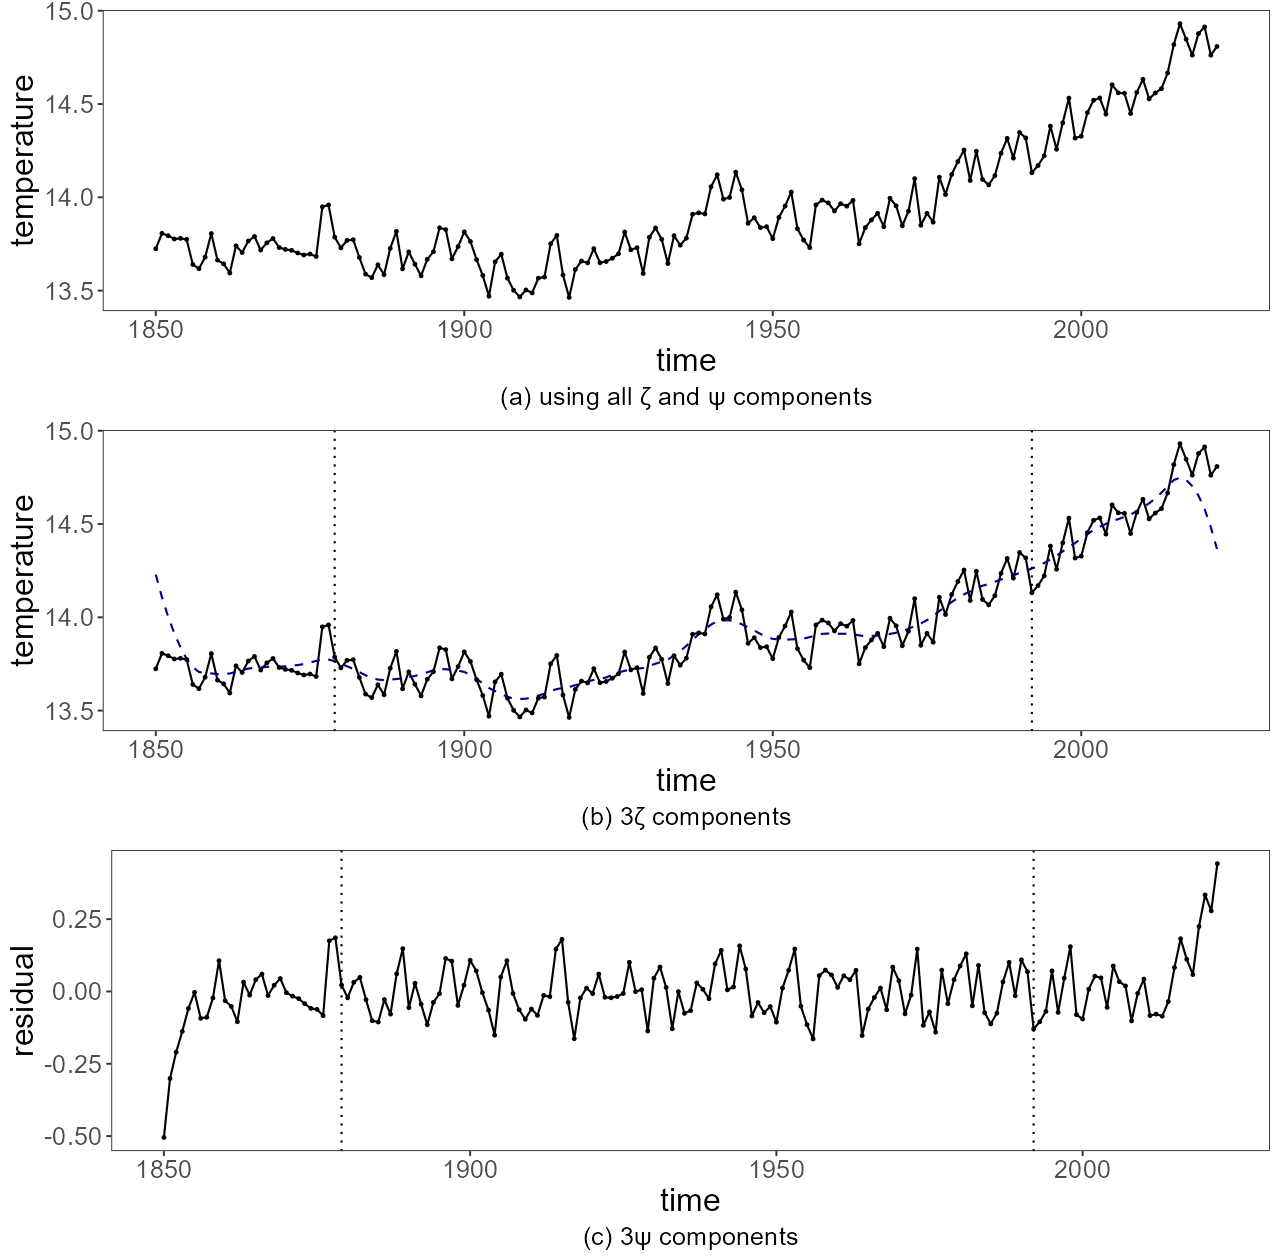 15.0
14.5
14.0
13.5
temperature
1850 1900 1950 2000
time
(a) using all ζ and ψ components
15.0
14.5
14.0
13.5
temperature
1850 1900 1950 2000
time
(b) 3ζ components
0.25
0.00
-0.25
-0.50
residual
1850 1900 1950 2000
time
(c) 3ψ components